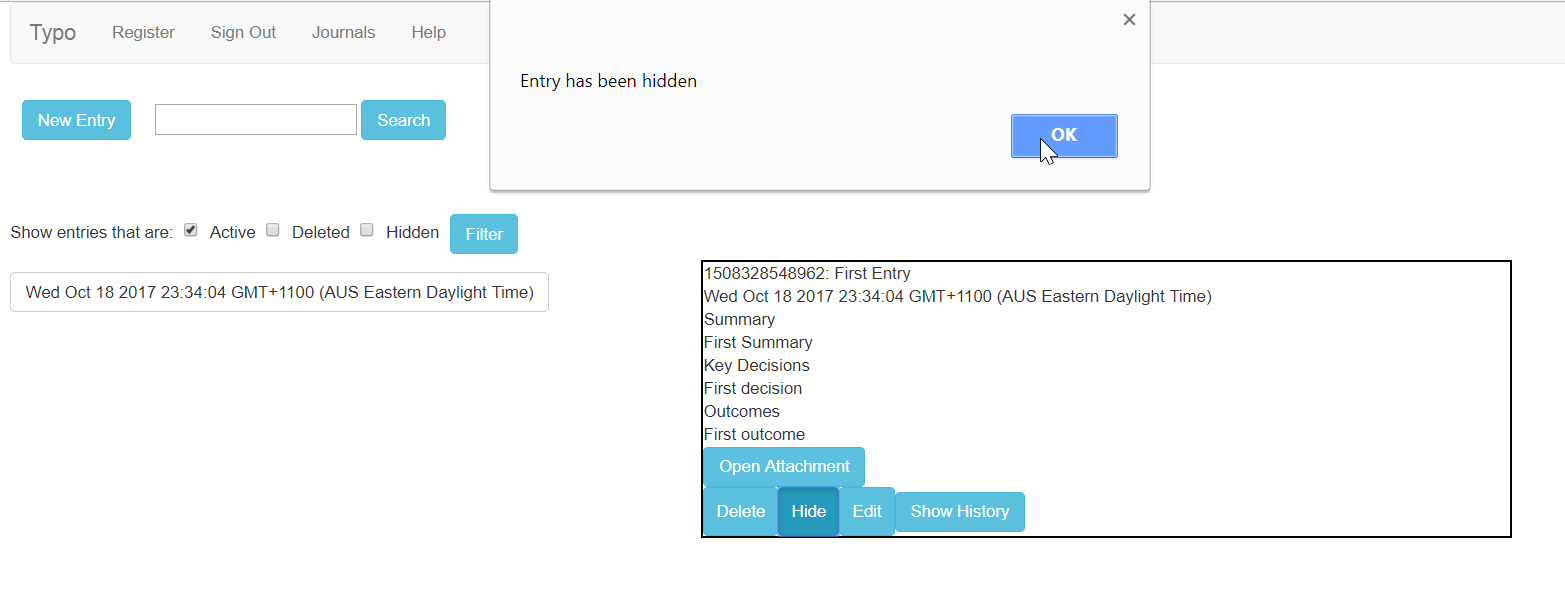 Typo Register Sign Out Journals Help
Entry has been hidden
OK
New Entry Search
Show entries that are: Active Deleted Hidden Filter
Wed Oct 18 2017 23:34:04 GMT+1100 (AUS Eastern Daylight Time)
1508328548962: First Entry
Wed Oct 18 2017 23:34:04 GMT+1100 (AUS Eastern Daylight Time)
Summary
First Summary
Key Decisions
First decision
Outcomes
First outcome
Open Attachment
Delete Hide Edit Show History